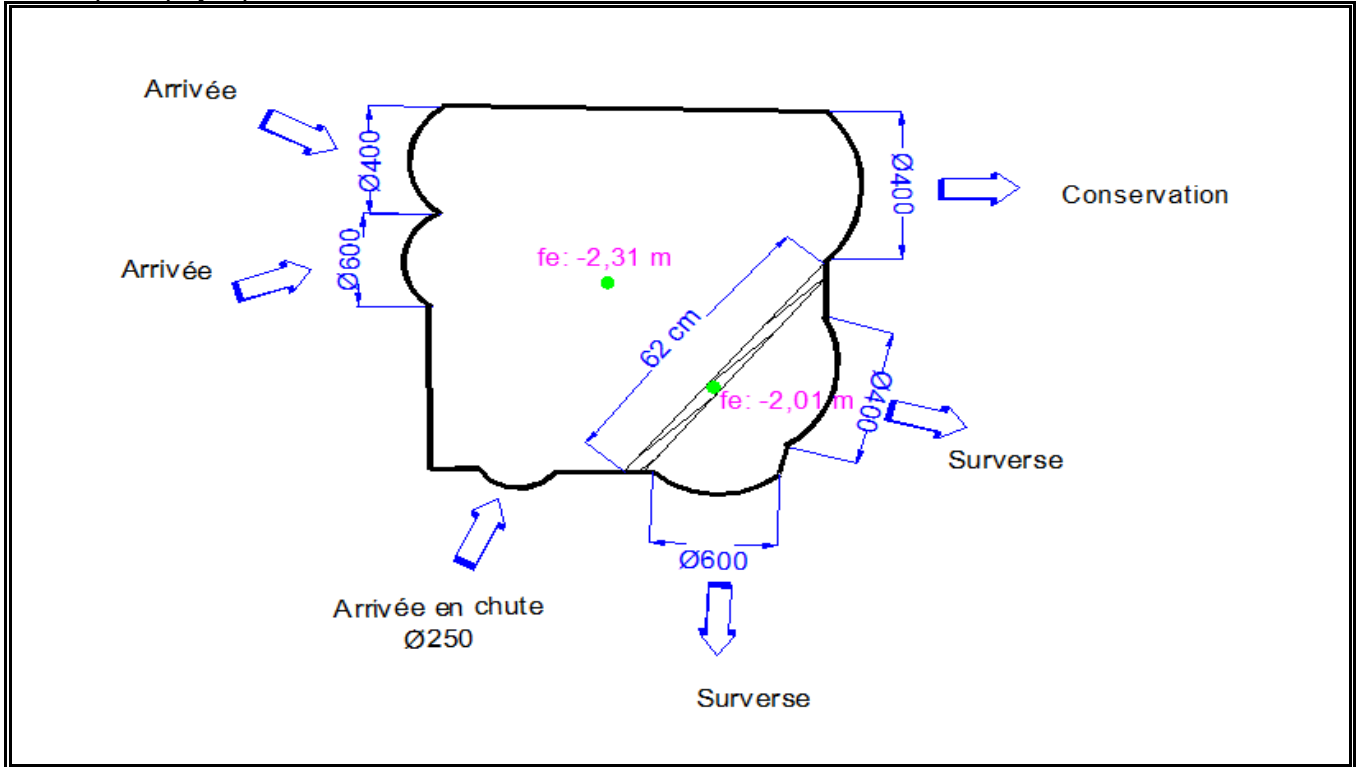 Arrivée
Ø400
Ø400
Conservation
Arrivée
Ø600
fe: -2,31 m
62 cm
fe: -2,01 m
Ø400
Surverse
Ø600
Arrivée en chute
Ø250
Surverse